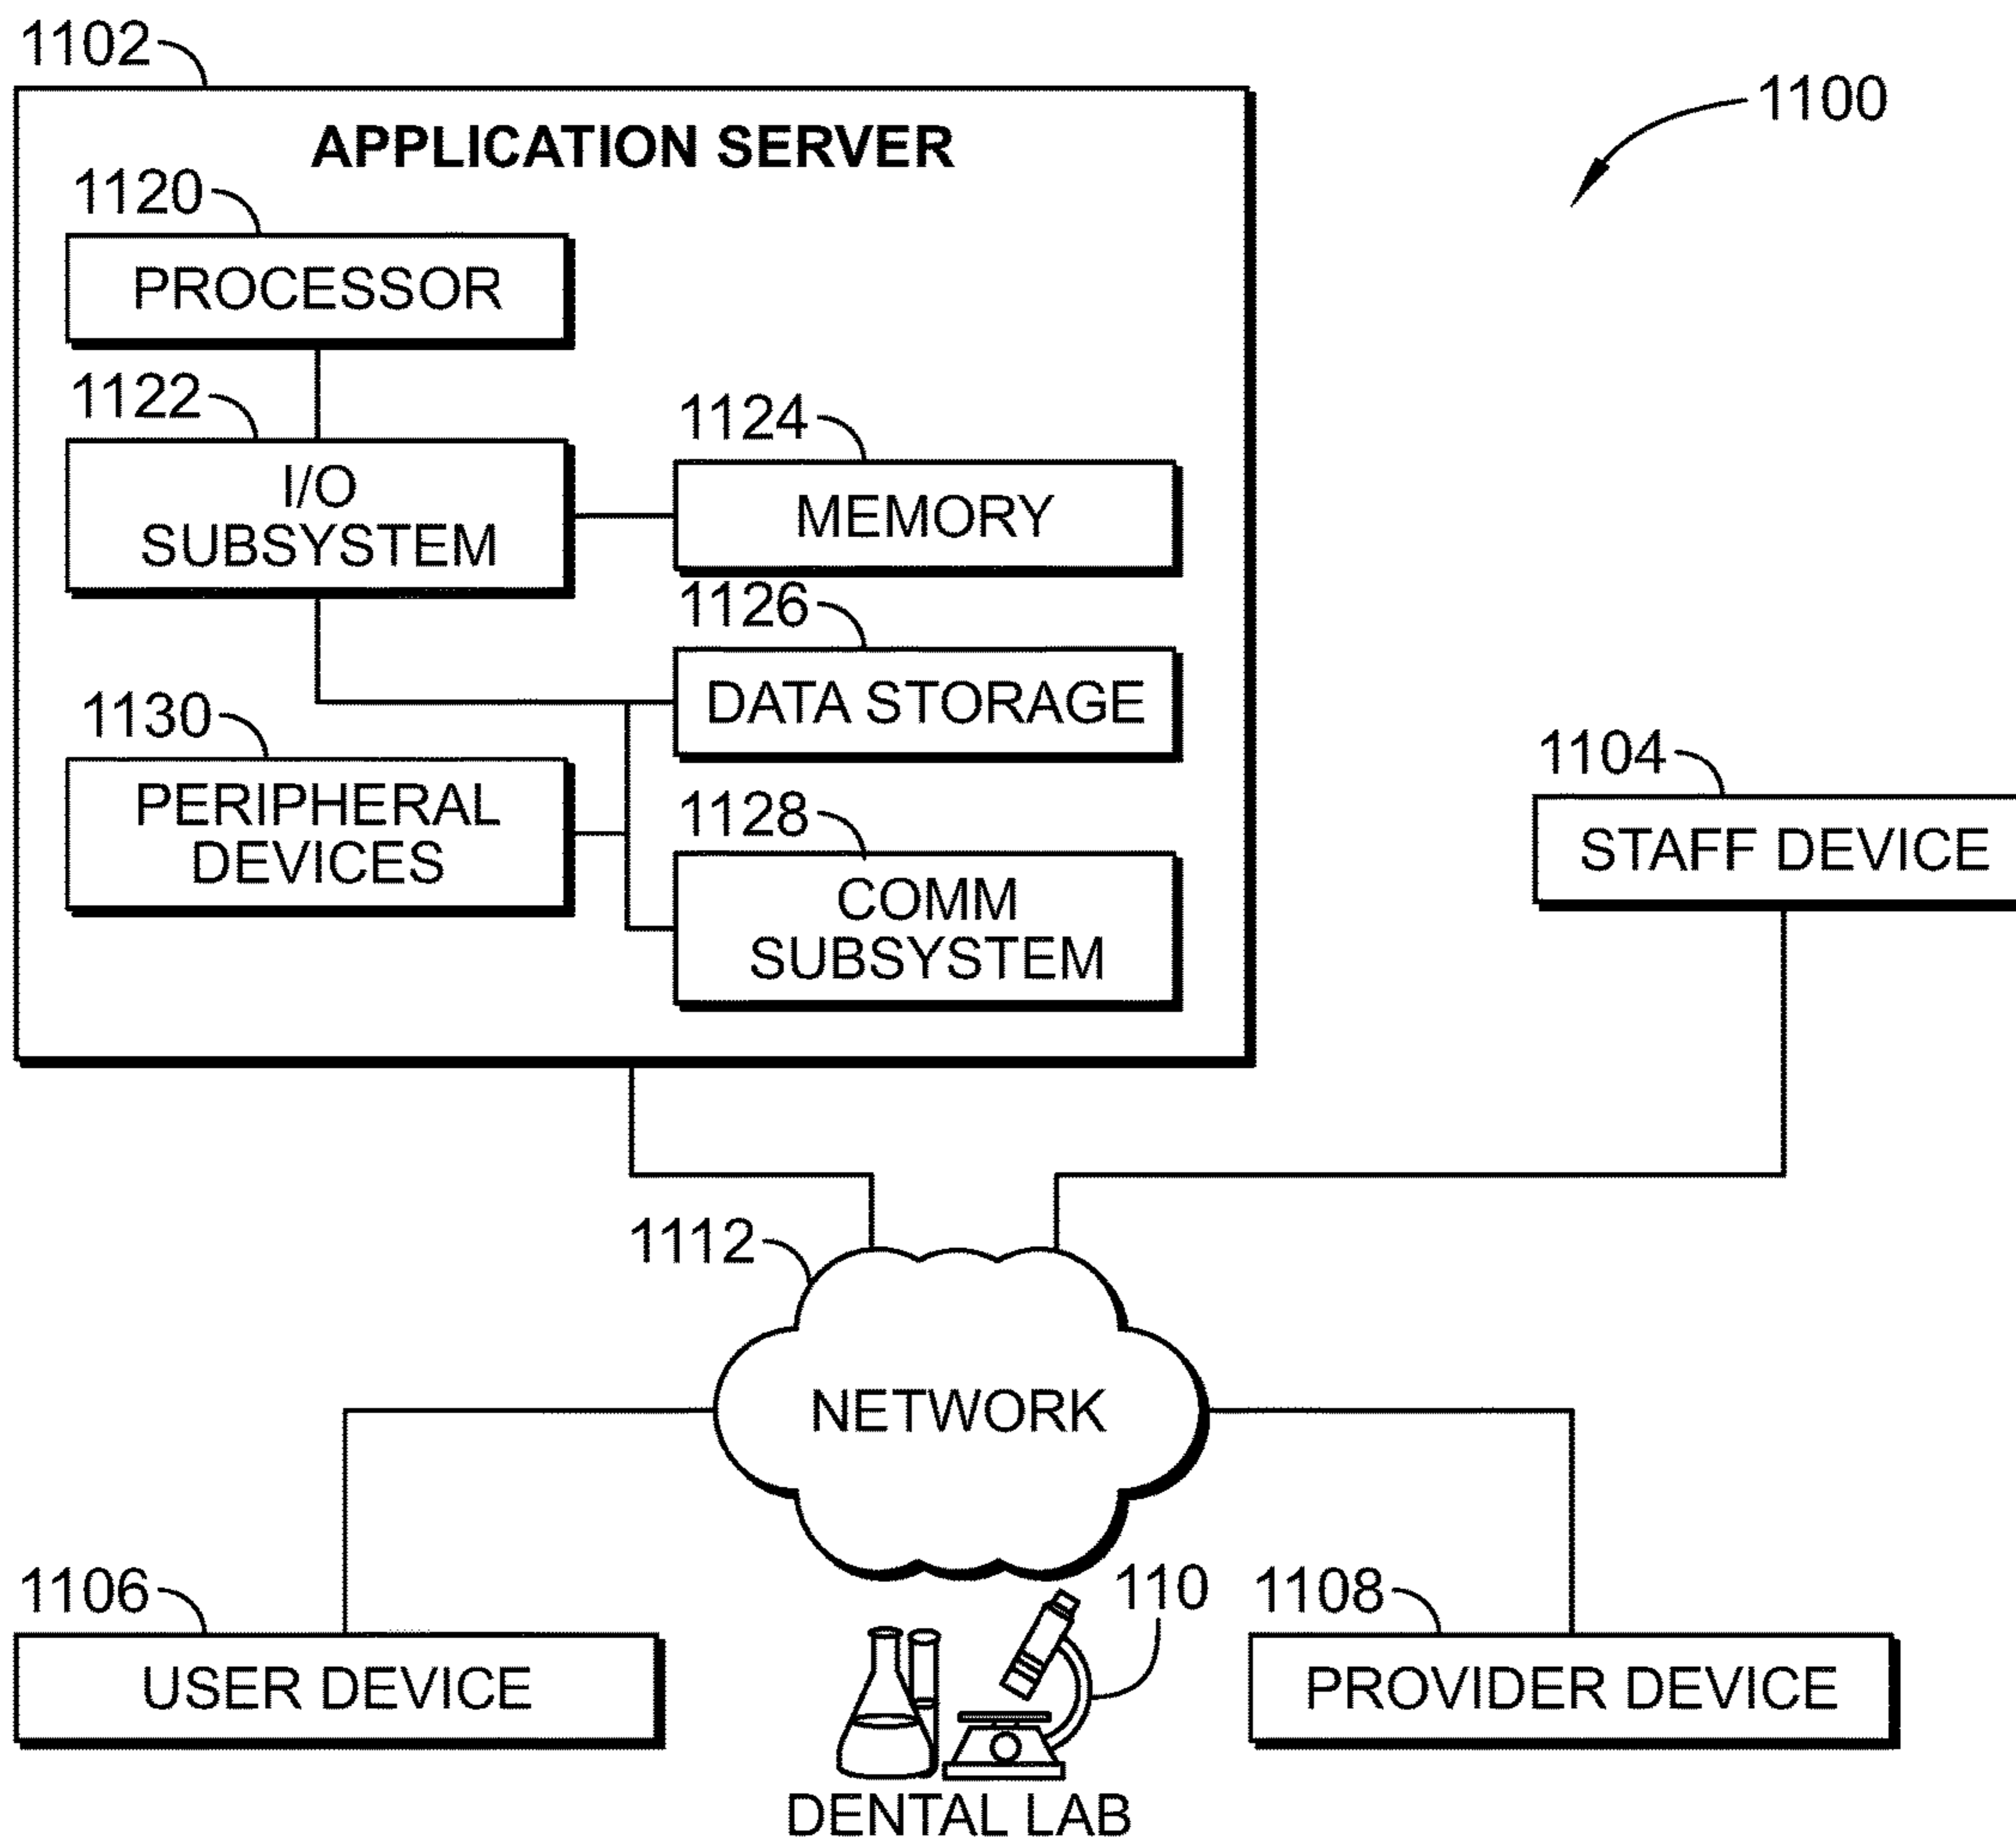 1102
1100
APPLICATION SERVER
1120
PROCESSOR
1122
I/O
SUBSYSTEM
1124
MEMORY
1126
DATA STORAGE
1130
PERIPHERAL
DEVICES
1128
COMM
SUBSYSTEM
1104
STAFF DEVICE
1112
NETWORK
1106
USER DEVICE
110
DENTAL LAB
1108
PROVIDER DEVICE